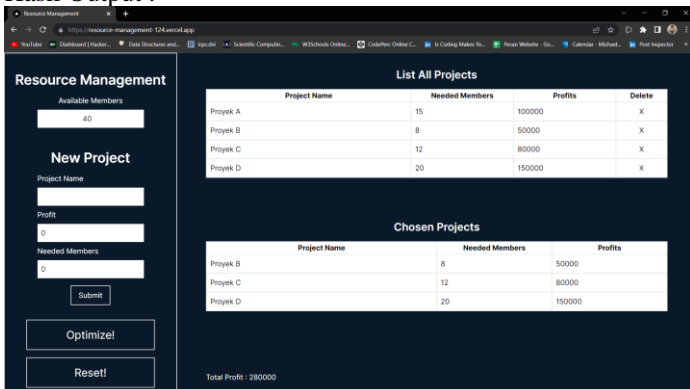 Hasil Output :
Resource Management
https://resource-management-124.vercel.app
YouTube Dashboard | Hacker... Data Structures and... Scientific Computin... W3Schools Online... CodePen: Online C... Is Coding Makes Yo... Calendar - Michael... Post Inspector
Resource Management
Available Members
40
New Project
Project Name
Profit
0
Needed Members
0
Submit
Optimize!
Reset!
List All Projects
Project Name Needed Members Profits Delete
Proyek A 15 100000 X
Proyek B 8 50000 X
Proyek C 12 80000 X
Proyek D 20 150000 X
Chosen Projects
Project Name Needed Members Profits
Proyek B 8 50000
Proyek C 12 80000
Proyek D 20 150000
Total Profit : 280000